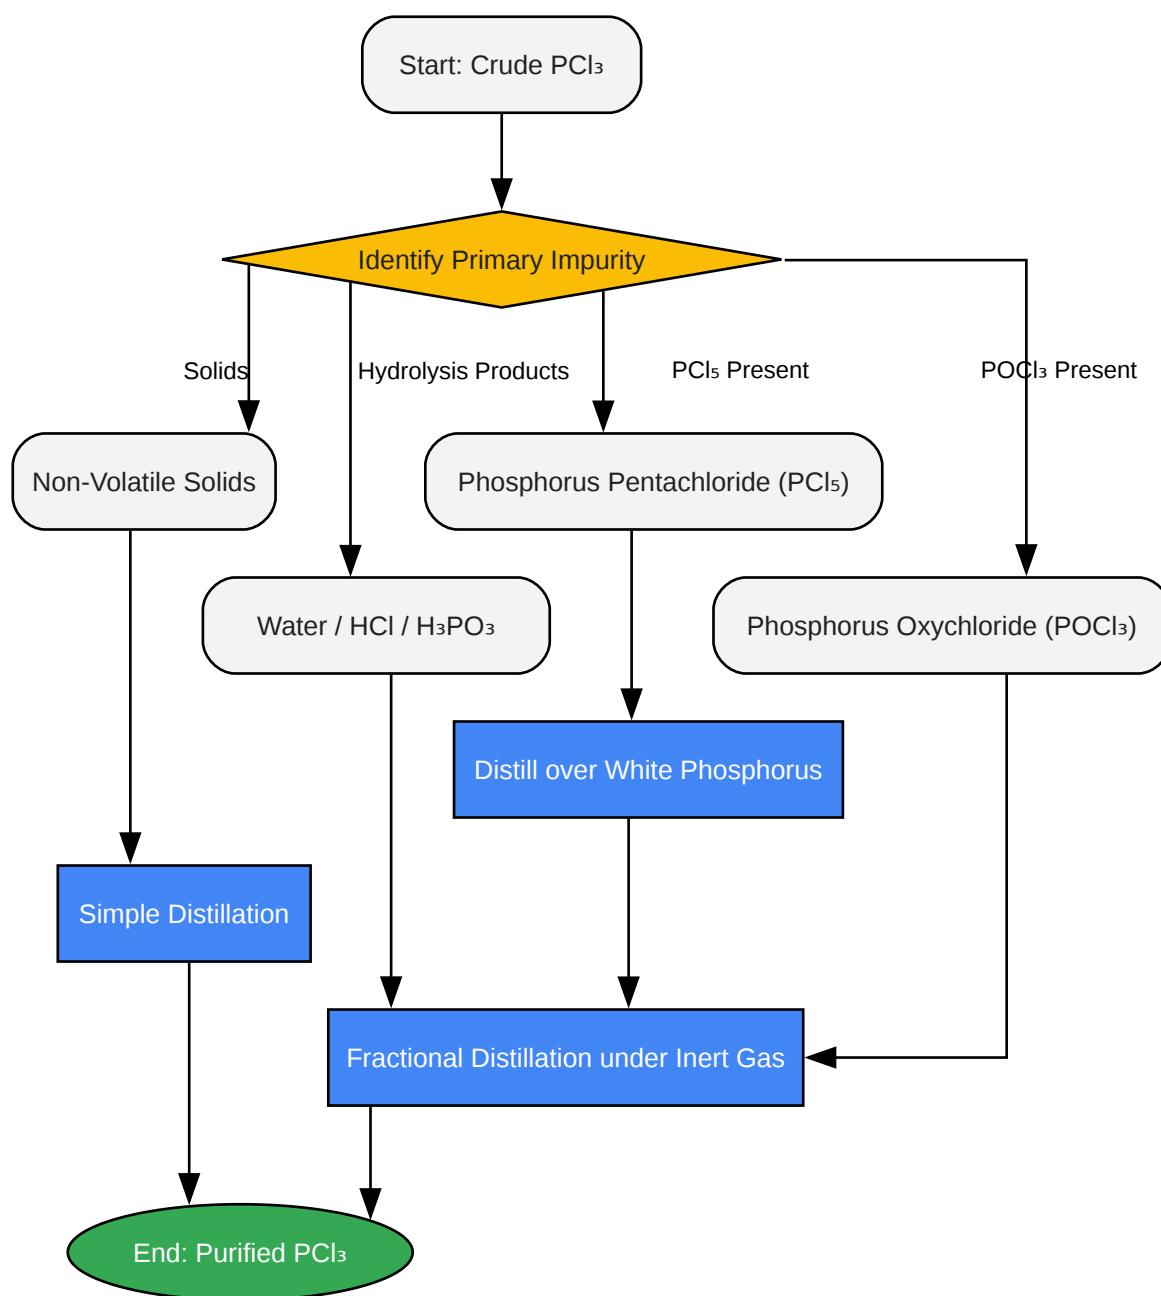 Start: Crude PCl₃
Identify Primary Impurity
Solids
Hydrolysis Products
PCl₅ Present
POCl₃ Present
Non-Volatile Solids
Phosphorus Pentachloride (PCl₅)
Water / HCl / H₃PO₃
Phosphorus Oxychloride (POCl₃)
Distill over White Phosphorus
Simple Distillation
Fractional Distillation under Inert Gas
End: Purified PCl₃